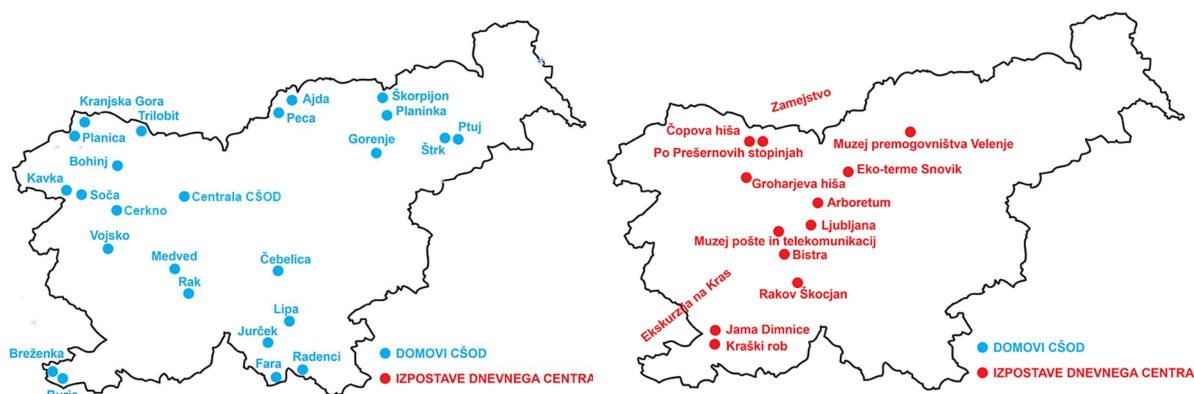 Kranjska Gora
Trilobit
Planica
Bohinj
Kavka
Soča
Cerkno
Centrala CŠOD
Vojsko
Medved
Rak
Ajda
Peca
Škorpijon
Planinka
Gorenje
Ptuj
Štrk
Čebelica
Lipa
Jurček
Fara
Radenci
Breženka
DOMOVI CŠOD
IZPOSTAVE DNEVNEGA CENTRA
Zamejstvo
Čopova hiša
Po Prešernovih stopinjah
Muzej premogovništva Velenje
Eko-terme Snovik
Groharjeva hiša
Arboretum
Ljubljana
Muzej pošte in telekomunikacij
Bistra
Rakov Škocjan
Ekskurzija na Kras
Jama Dimnice
Kraški rob
DOMOVI CŠOD
IZPOSTAVE DNEVNEGA CENTRA